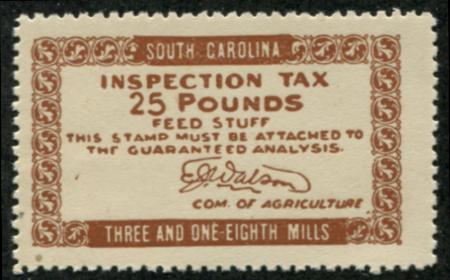 SOUTH CAROLINA
INSPECTION TAX
25 POUNDS
FEED STUFF
THIS STAMP MUST BE ATTACHED TO
THE GUARANTEED ANALYSIS.
E.J. Watson
COM. OF AGRICULTURE
THREE AND ONE-EIGHTH MILLS